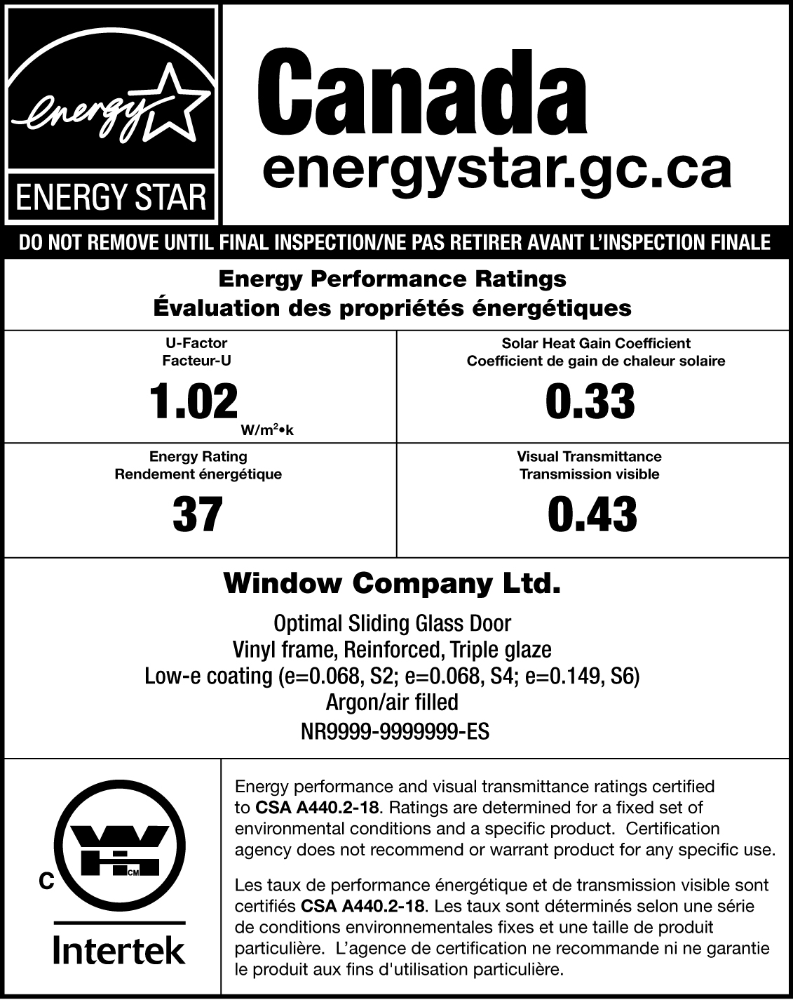 energy
ENERGY STAR
Canada
energystar.gc.ca
DO NOT REMOVE UNTIL FINAL INSPECTION/NE PAS RETIRER AVANT L’INSPECTION FINALE
Energy Performance Ratings
Évaluation des propriétés énergétiques
U-Factor
Facteur-U
1.02
W/m²•k
Solar Heat Gain Coefficient
Coefficient de gain de chaleur solaire
0.33
Energy Rating
Rendement énergétique
37
Visual Transmittance
Transmission visible
0.43
Window Company Ltd.
Optimal Sliding Glass Door
Vinyl frame, Reinforced, Triple glaze
Low-e coating (e=0.068, S2; e=0.068, S4; e=0.149, S6)
Argon/air filled
NR9999-9999999-ES
C
WH
CM
Intertek
Energy performance and visual transmittance ratings certified
to CSA A440.2-18. Ratings are determined for a fixed set of
environmental conditions and a specific product.  Certification
agency does not recommend or warrant product for any specific use.
Les taux de performance énergétique et de transmission visible sont
certifiés CSA A440.2-18. Les taux sont déterminés selon une série
de conditions environnementales fixes et une taille de produit
particulière.  L’agence de certification ne recommande ni ne garantie
le produit aux fins d'utilisation particulière.